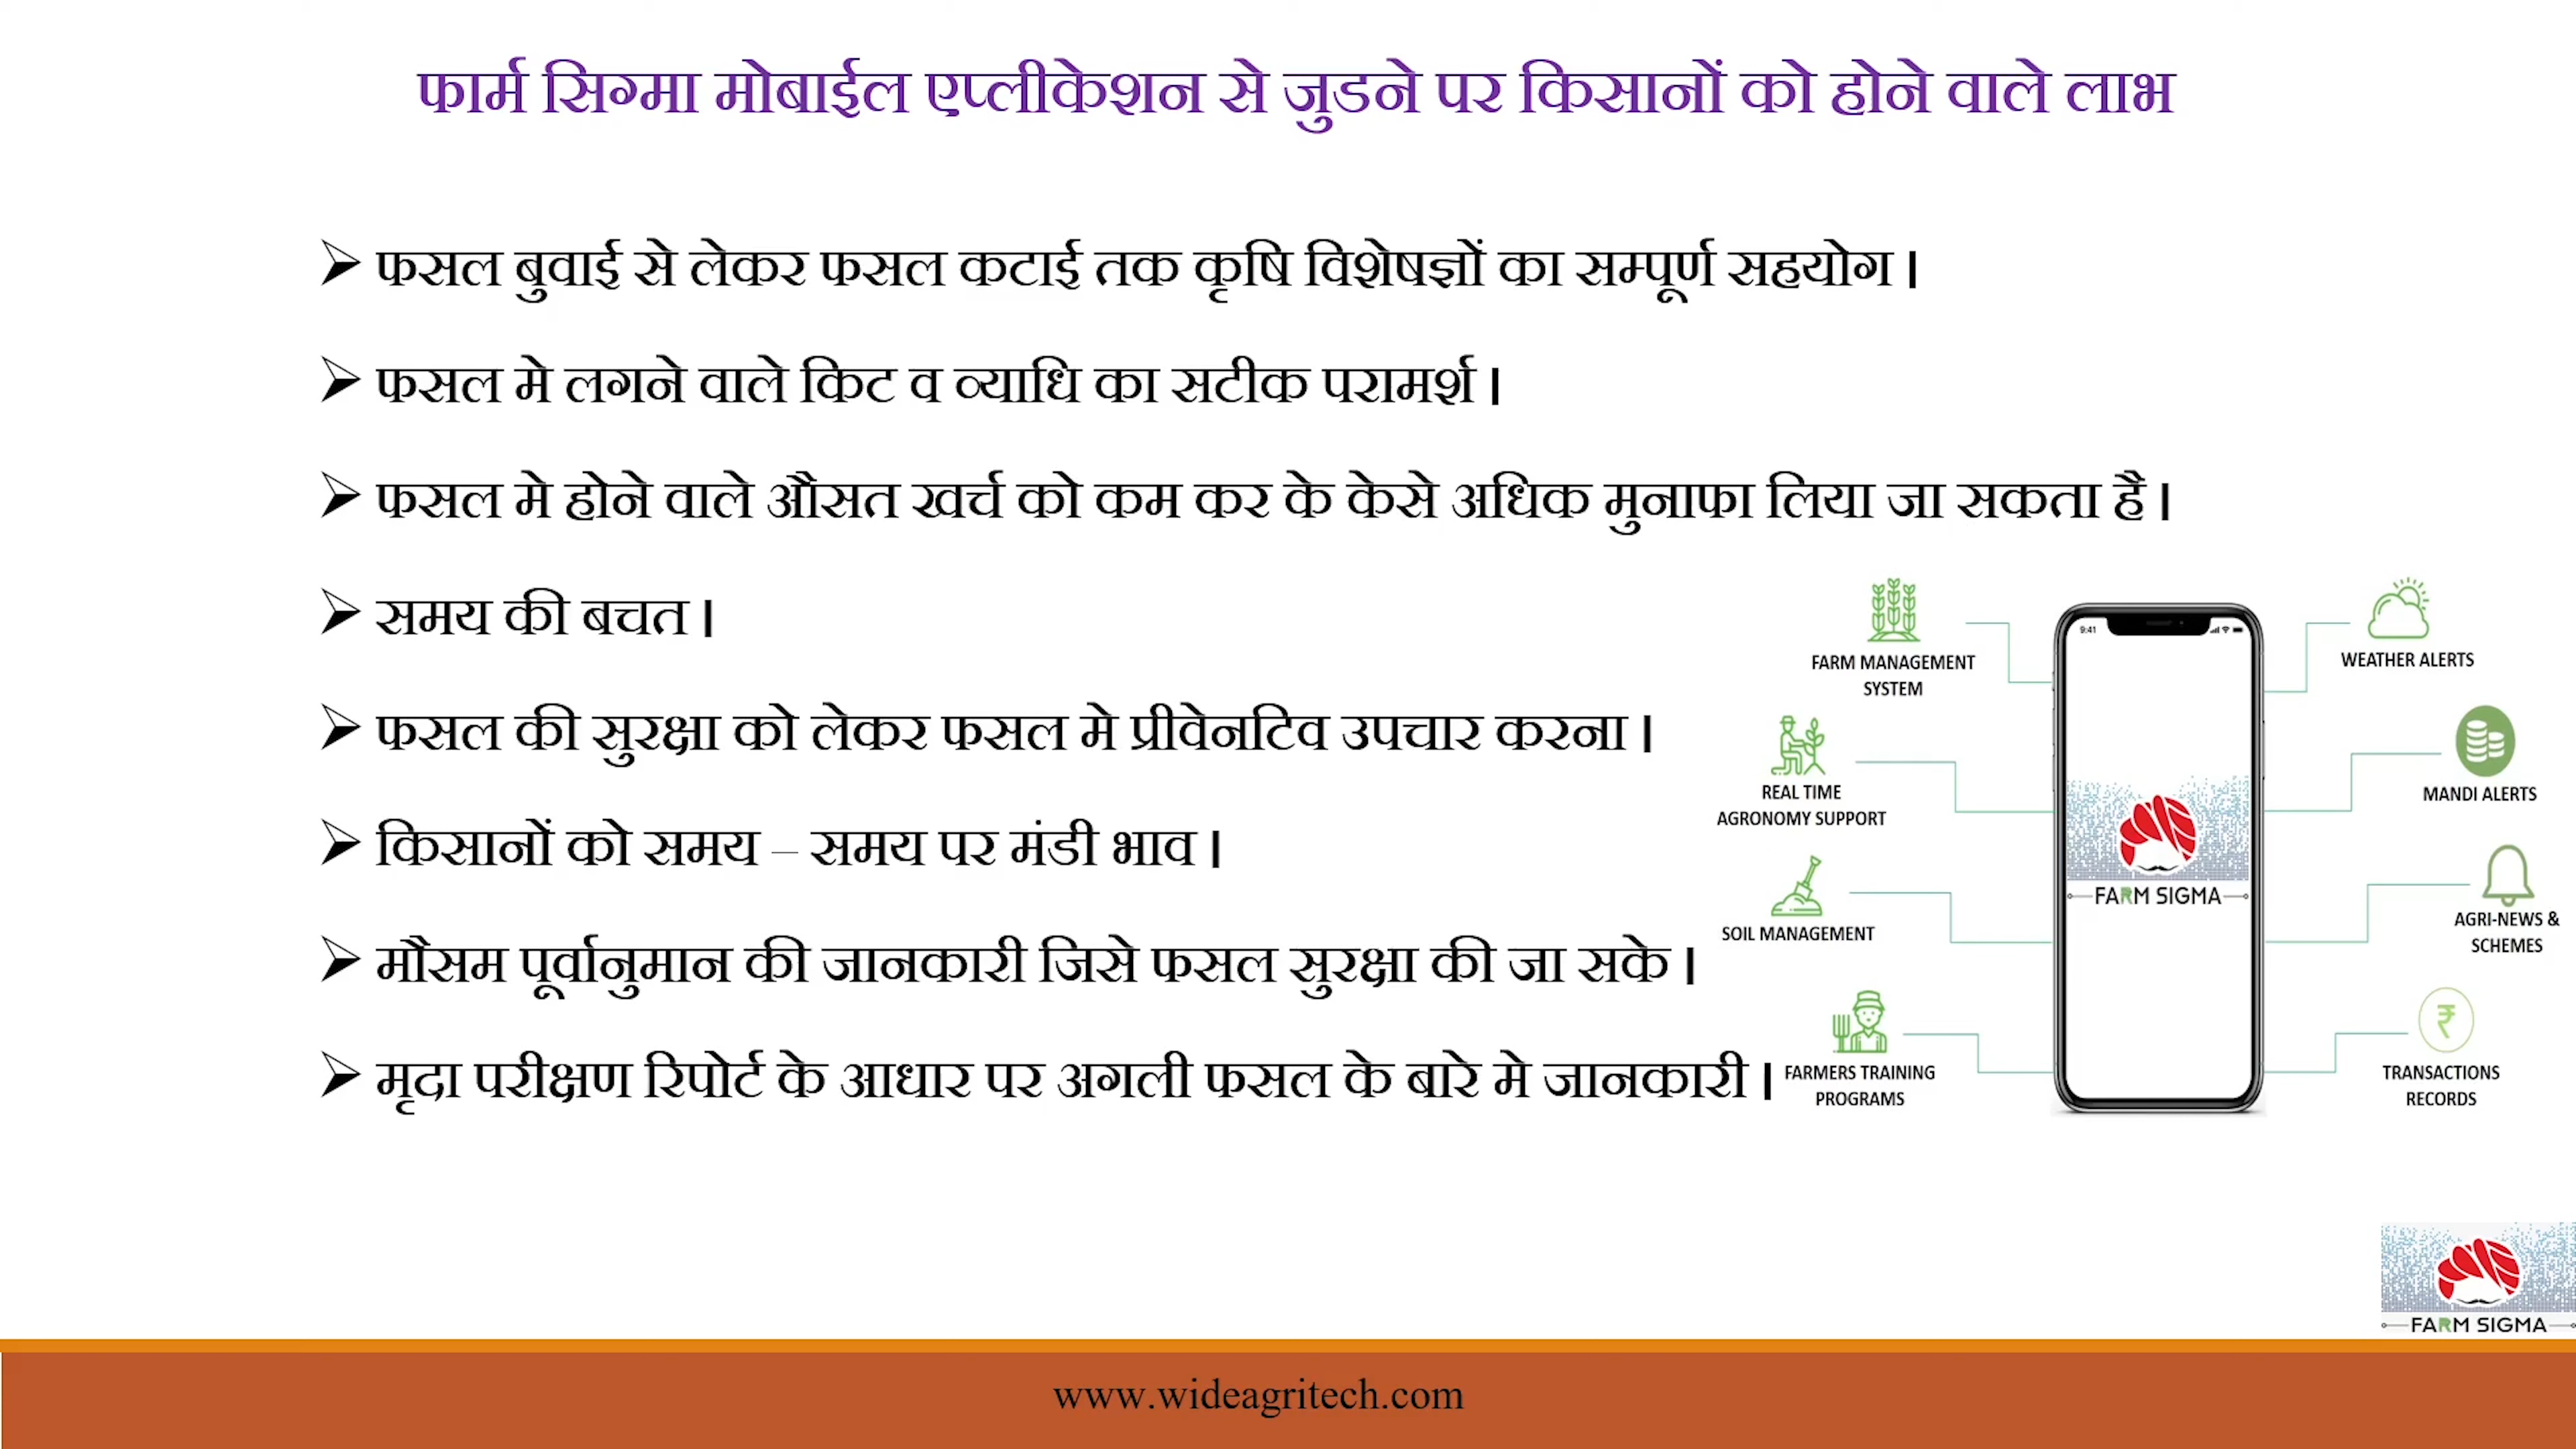 फार्म सिग्मा मोबाईल एप्लीकेशन से जुडने पर किसानों को होने वाले लाभ
फसल बुवाई से लेकर फसल कटाई तक कृषि विशेषज्ञों का सम्पूर्ण सहयोग।
फसल मे लगने वाले किट व व्याधि का सटीक परामर्श।
फसल मे होने वाले औसत खर्च को कम कर के केसे अधिक मुनाफा लिया जा सकता है।
समय की बचत।
फसल की सुरक्षा को लेकर फसल मे प्रीवेनटिव उपचार करना।
किसानों को समय – समय पर मंडी भाव।
मौसम पूर्वानुमान की जानकारी जिसे फसल सुरक्षा की जा सके।
मृदा परीक्षण रिपोर्ट के आधार पर अगली फसल के बारे मे जानकारी।
FARM MANAGEMENT
SYSTEM
REAL TIME
AGRONOMY SUPPORT
SOIL MANAGEMENT
FARMERS TRAINING
PROGRAMS
9:41
FARM SIGMA
WEATHER ALERTS
MANDI ALERTS
AGRI-NEWS &
SCHEMES
₹
TRANSACTIONS
RECORDS
FARM SIGMA
www.wideagritech.com